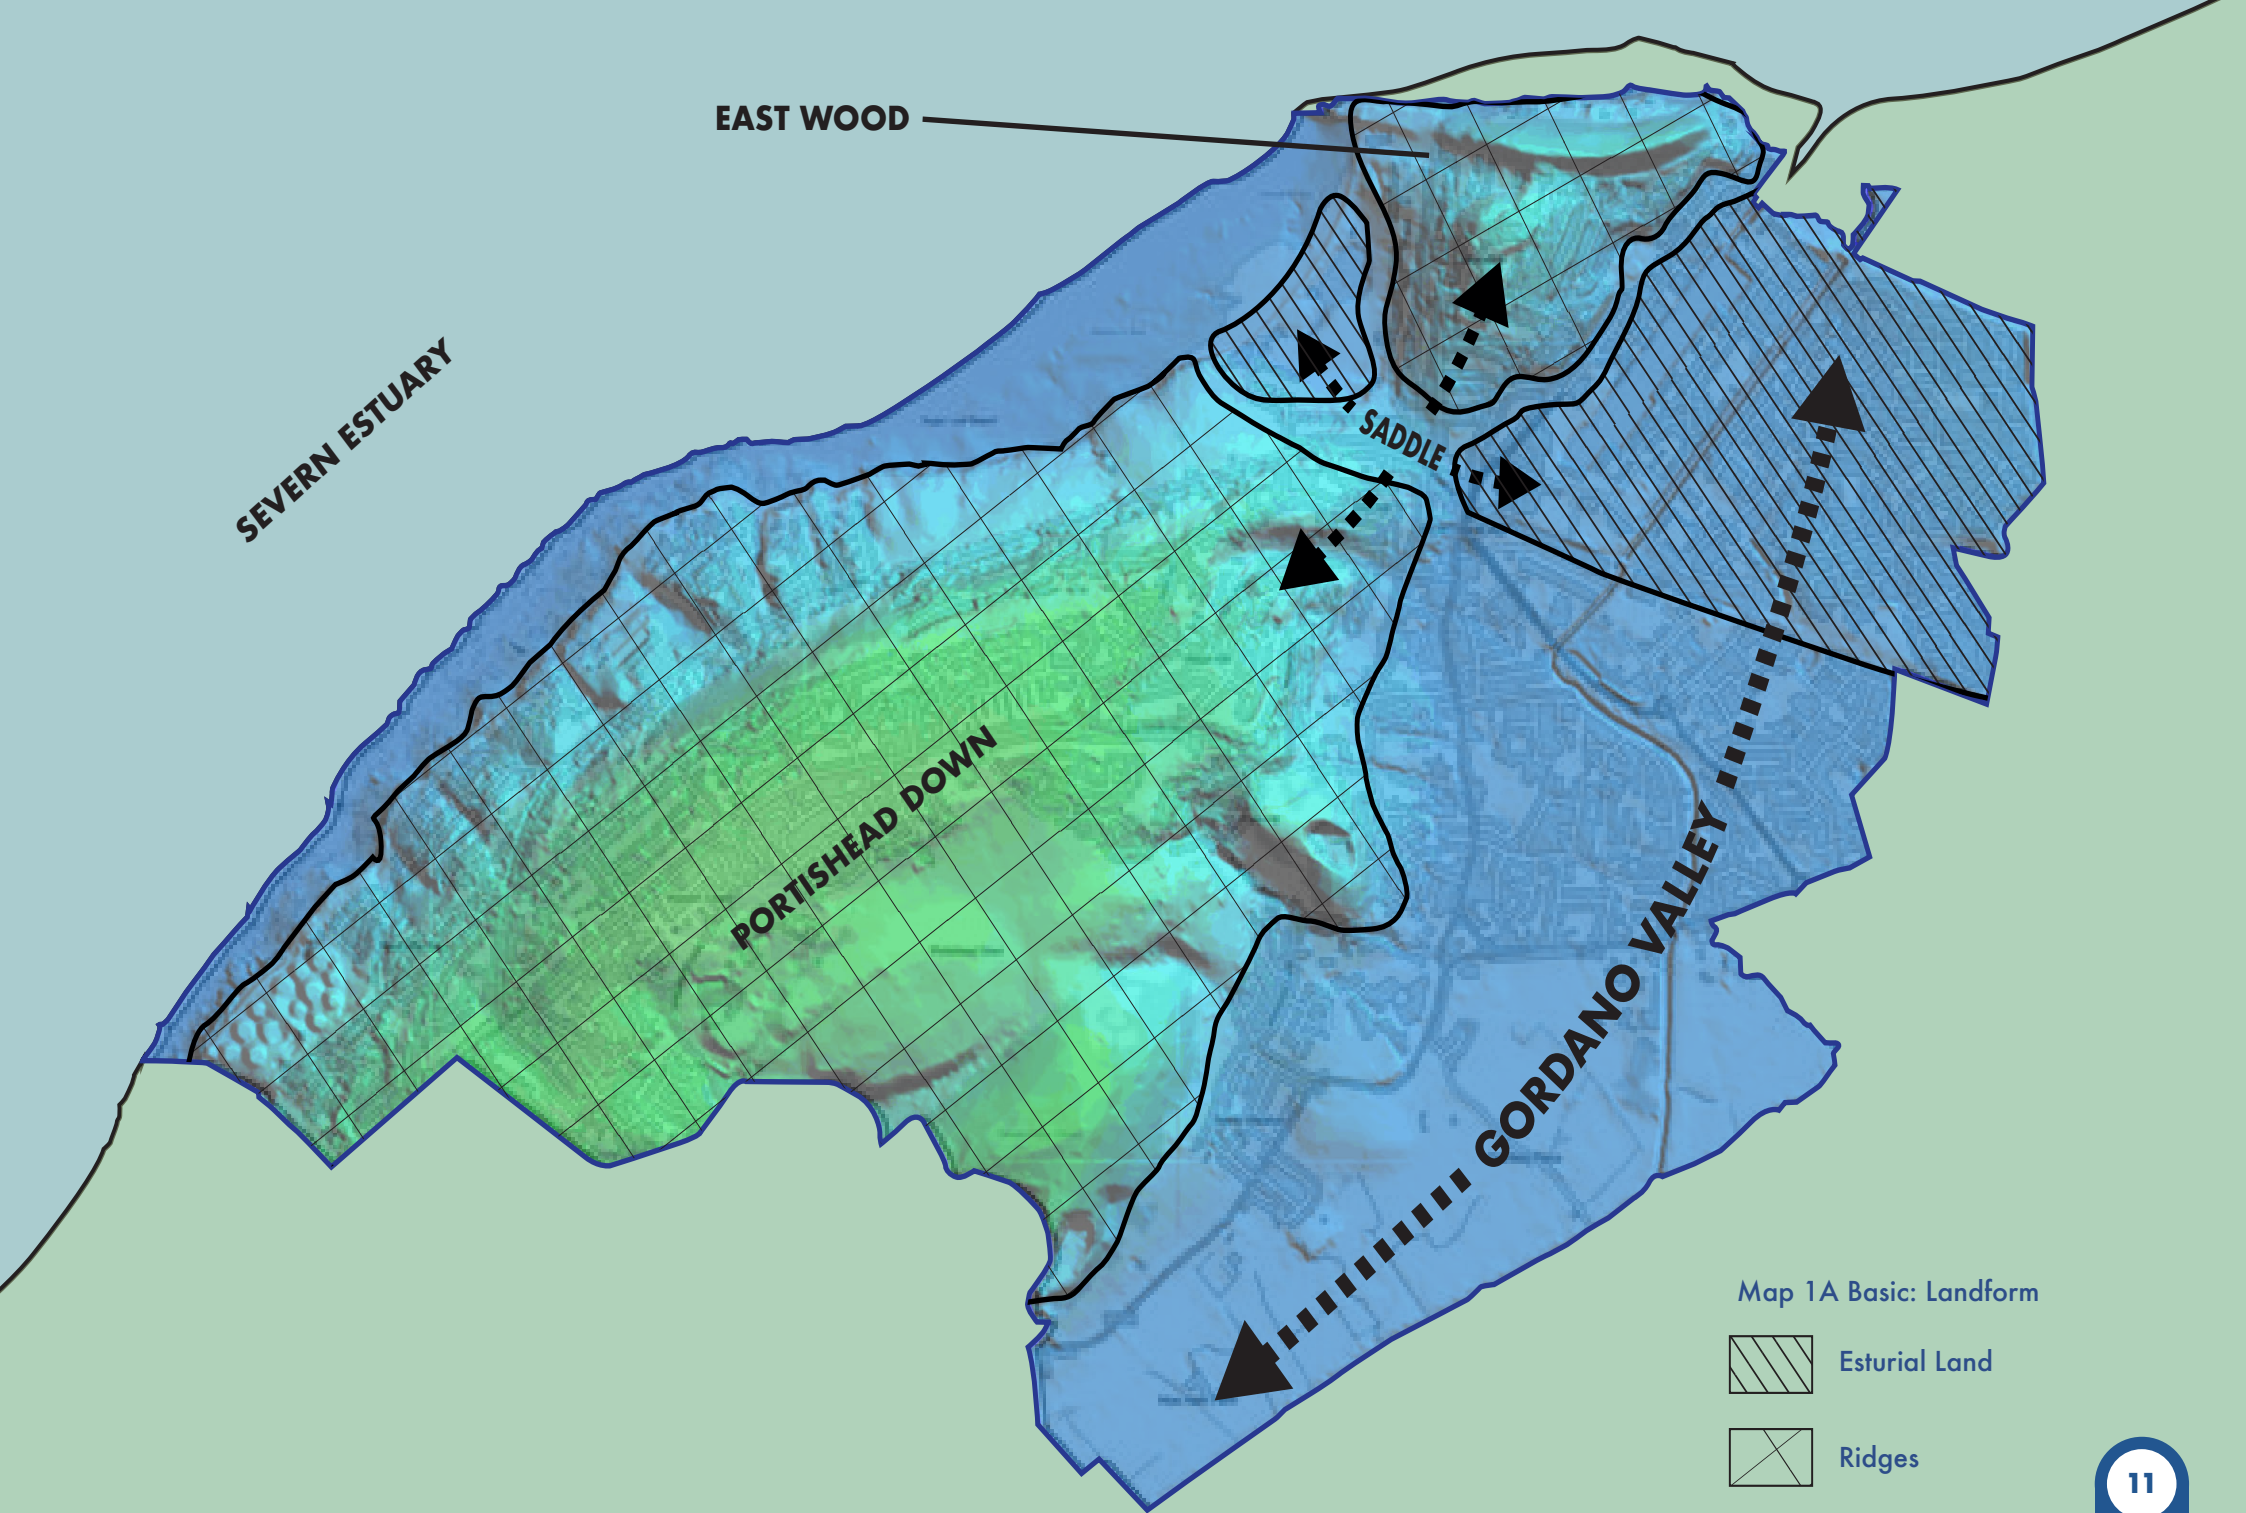 EAST WOOD
SEVERN ESTUARY
SADDLE
PORTISHEAD DOWN
GORDANO VALLEY
Map 1A Basic: Landform
Esturial Land
Ridges
11